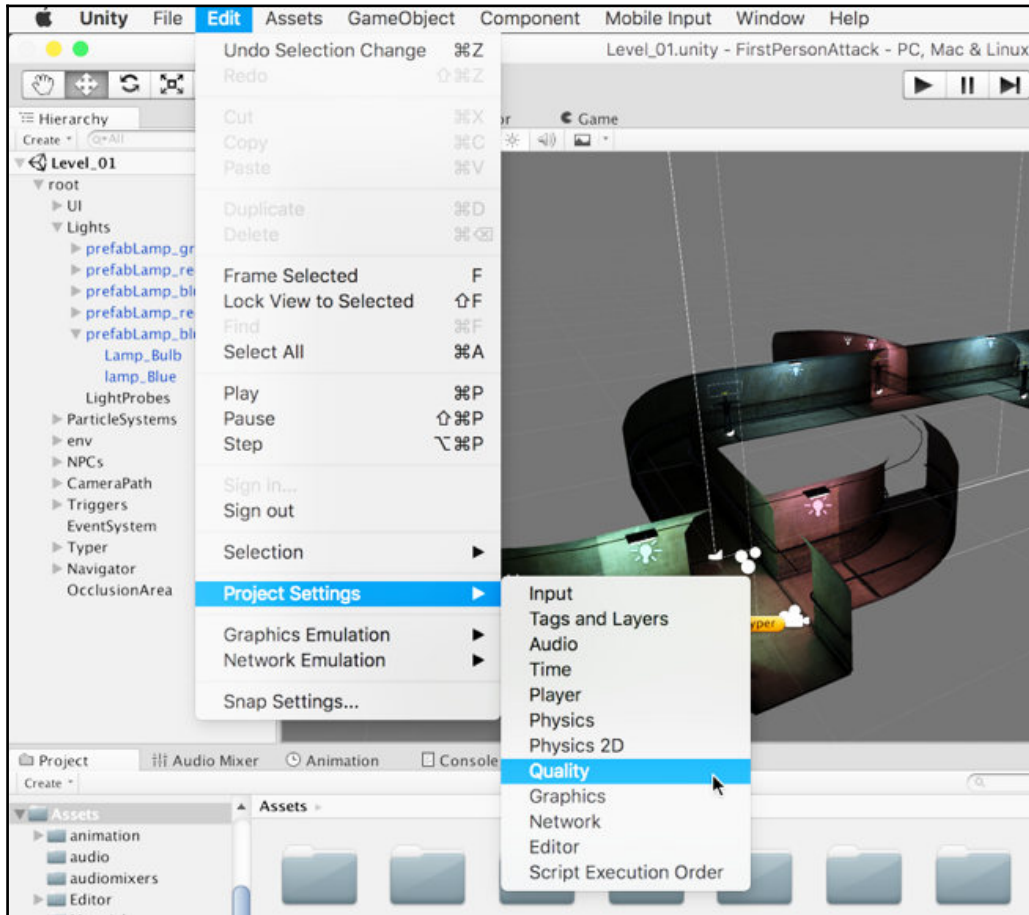 Unity File Edit Assets GameObject Component Mobile Input Window Help
Level_01.unity - FirstPersonAttack - PC, Mac & Linux
Undo Selection Change ⌘Z
Redo ⇧⌘Z
Cut ⌘X
Copy ⌘C
Paste ⌘V
Duplicate ⌘D
Delete ⌘⌫
Frame Selected F
Lock View to Selected ⇧F
Find ⌘F
Select All ⌘A
Play ⌘P
Pause ⇧⌘P
Step ⌥⌘P
Sign in...
Sign out
Selection ▶
Project Settings ▶
Graphics Emulation ▶
Network Emulation ▶
Snap Settings...
Input
Tags and Layers
Audio
Time
Player
Physics
Physics 2D
Quality
Graphics
Network
Editor
Script Execution Order
Hierarchy
Create All
Level_01
root
UI
Lights
prefabLamp_gr
prefabLamp_re
prefabLamp_blu
prefabLamp_re
prefabLamp_blu
Lamp_Bulb
lamp_Blue
LightProbes
ParticleSystems
env
NPCs
CameraPath
Triggers
EventSystem
Typer
Navigator
OcclusionArea
or Game
yper
Project Audio Mixer Animation Console
Create
Assets
animation
audio
audiomixers
Editor
Assets